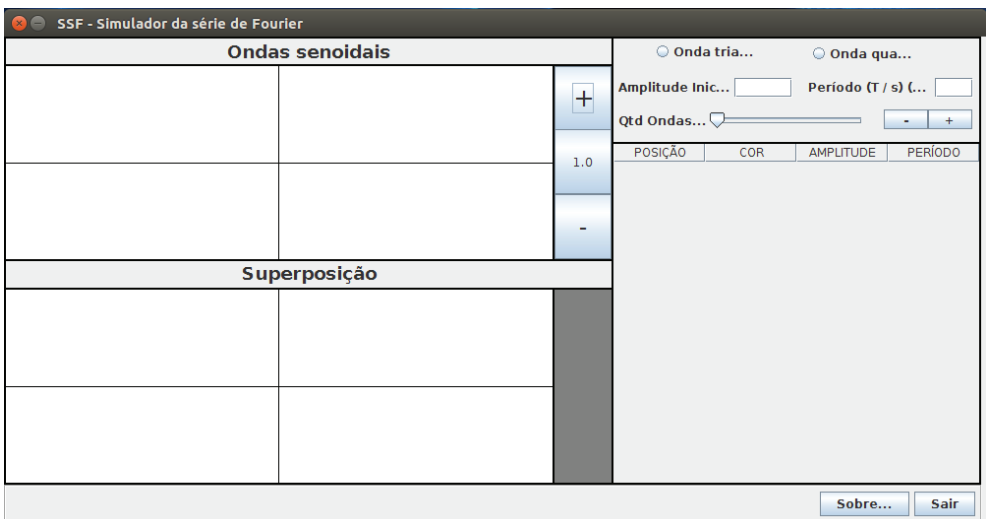 SSF - Simulador da série de Fourier
Ondas senoidais
+
1.0
-
Superposição
Onda tria... Onda qua...
Amplitude Inic... Período (T / s) (...
Qtd Ondas... - +
POSIÇÃO COR AMPLITUDE PERÍODO
Sobre... Sair